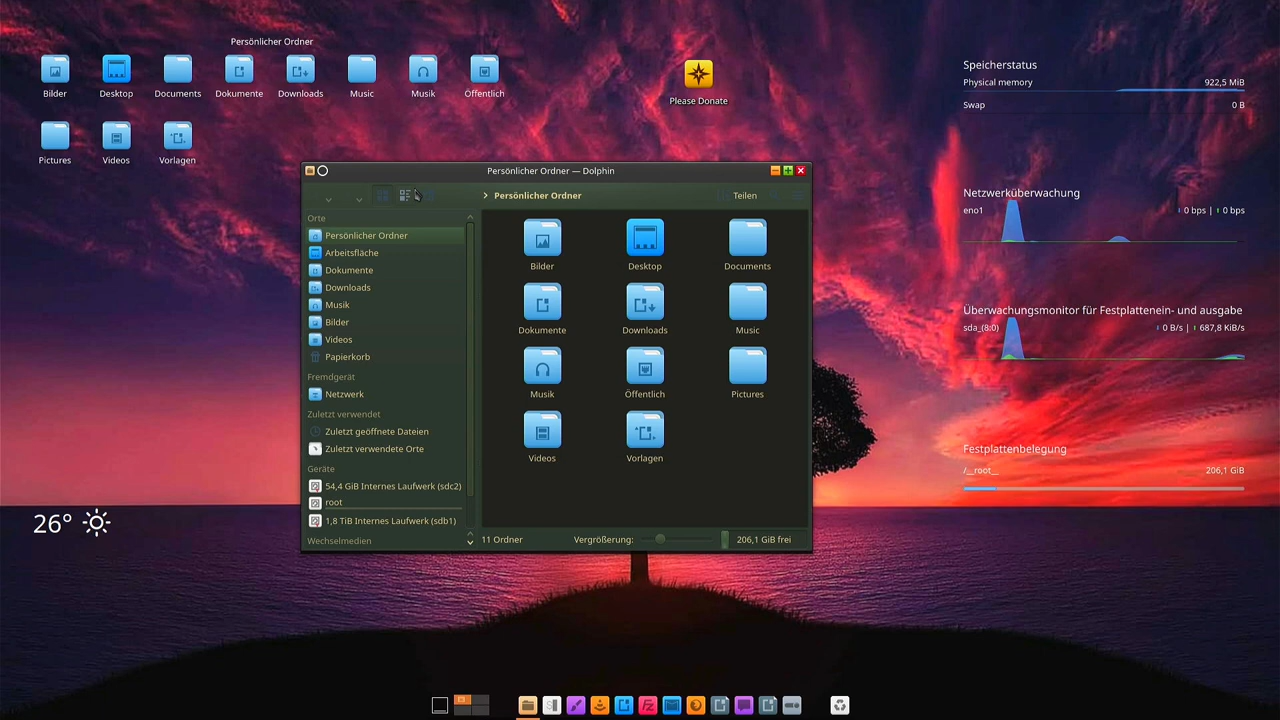 Persönlicher Ordner
Bilder
Desktop
Documents
Dokumente
Downloads
Music
Musik
Öffentlich
Pictures
Videos
Vorlagen
Please Donate
Speicherstatus
Physical memory 922,5 MiB
Swap 0 B
Netzwerküberwachung
eno1 0 bps | 0 bps
Überwachungsmonitor für Festplattenein- und ausgabe
sda_(8:0) 0 B/s | 687,8 KiB/s
Festplattenbelegung
/__root__ 206,1 GiB
26°
Persönlicher Ordner — Dolphin
Persönlicher Ordner
Teilen
Orte
Persönlicher Ordner
Arbeitsfläche
Dokumente
Downloads
Musik
Bilder
Videos
Papierkorb
Fremdgerät
Netzwerk
Zuletzt verwendet
Zuletzt geöffnete Dateien
Zuletzt verwendete Orte
Geräte
54,4 GiB Internes Laufwerk (sdc2)
root
1,8 TiB Internes Laufwerk (sdb1)
Wechselmedien
Bilder
Desktop
Documents
Dokumente
Downloads
Music
Musik
Öffentlich
Pictures
Videos
Vorlagen
11 Ordner
Vergrößerung:
206,1 GiB frei
Fz